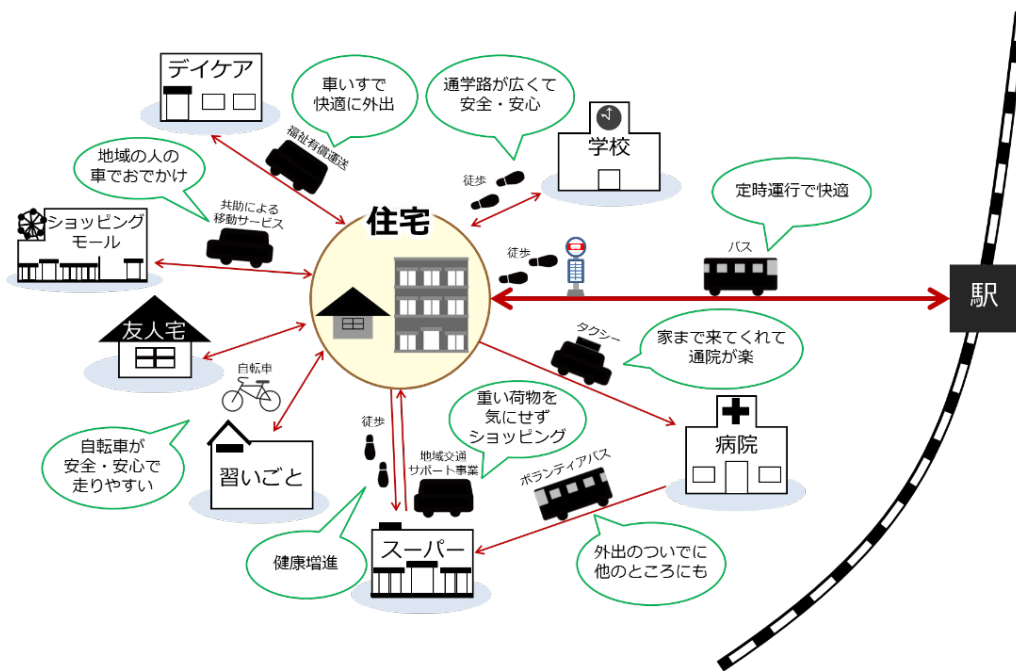 デイケア
車いすで
快適に外出
福祉有償運送
通学路が広くて
安全・安心
学校
徒歩
地域の人の
車でおでかけ
共助による
移動サービス
ショッピング
モール
住宅
徒歩
定時運行で快適
バス
駅
友人宅
自転車
自転車が
安全・安心で
走りやすい
習いごと
タクシー
家まで来てくれて
通院が楽
病院
徒歩
重い荷物を
気にせず
ショッピング
地域交通
サポート事業
ボランティアバス
健康増進
スーパー
外出のついでに
他のところにも